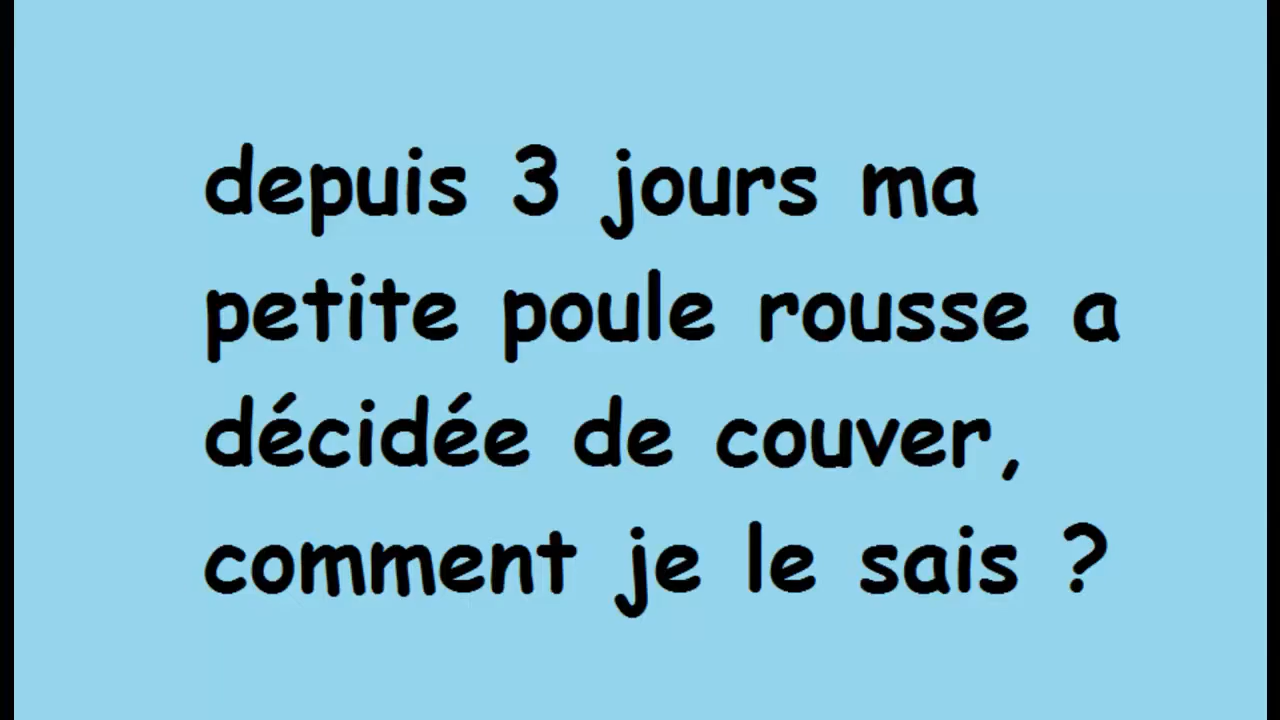 depuis 3 jours ma
petite poule rousse a
décidée de couver,
comment je le sais ?